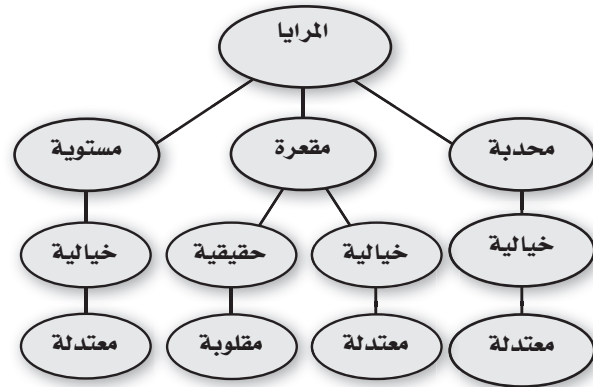 المرايا
محدبة
مقعرة
مستوية
خيالية
خيالية
حقيقية
خيالية
معتدلة
معتدلة
مقلوبة
معتدلة